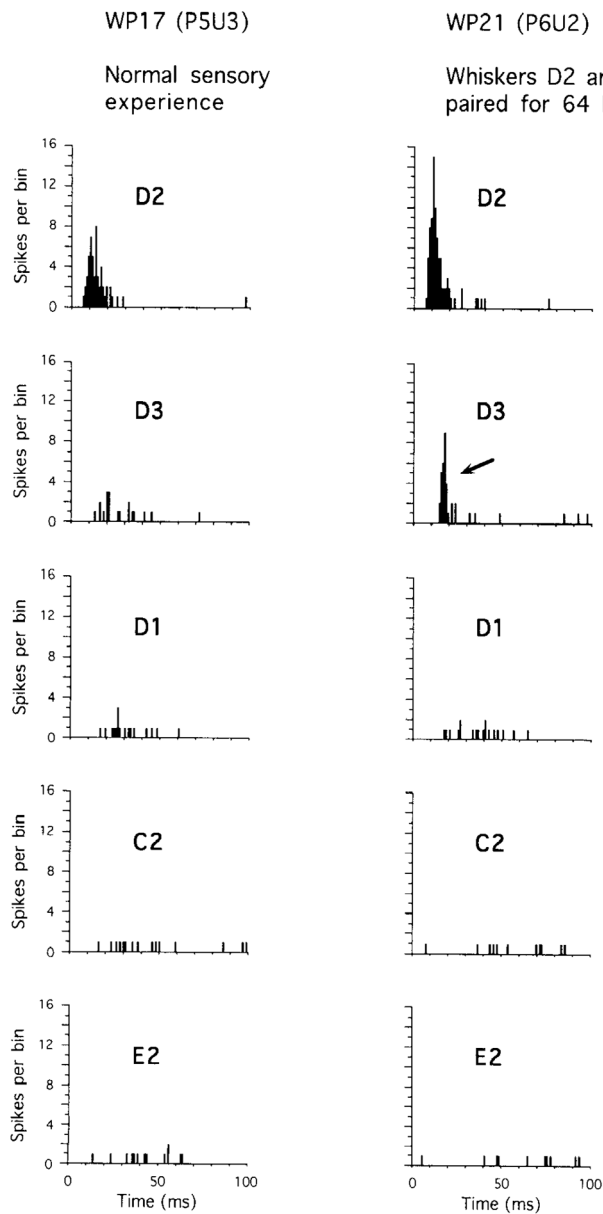 WP17 (P5U3)
Normal sensory
experience
WP21 (P6U2)
Whiskers D2
paired for 64
Spikes per bin
16
12
8
4
0
D2
D2
Spikes per bin
16
12
8
4
0
D3
D3
Spikes per bin
16
12
8
4
0
D1
D1
Spikes per bin
16
12
8
4
0
C2
C2
Spikes per bin
16
12
8
4
0
E2
E2
0 50 100
Time (ms)
0 50 100
Time (ms)